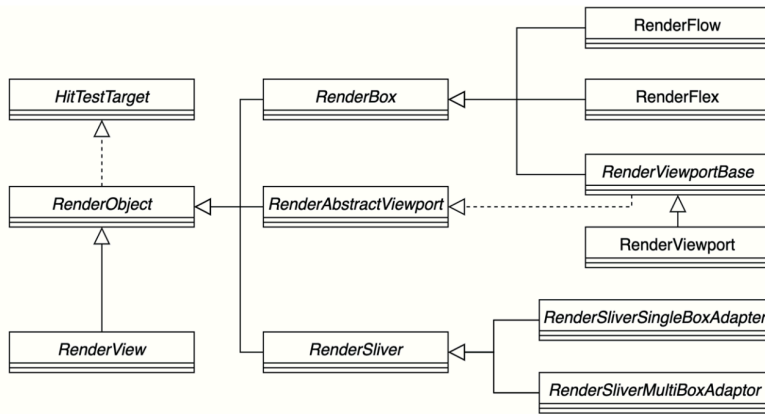 RenderFlow
HitTestTarget
RenderBox
RenderFlex
RenderObject
RenderAbstractViewport
RenderViewportBase
RenderViewport
RenderView
RenderSliver
RenderSliverSingleBoxAdapter
RenderSliverMultiBoxAdaptor